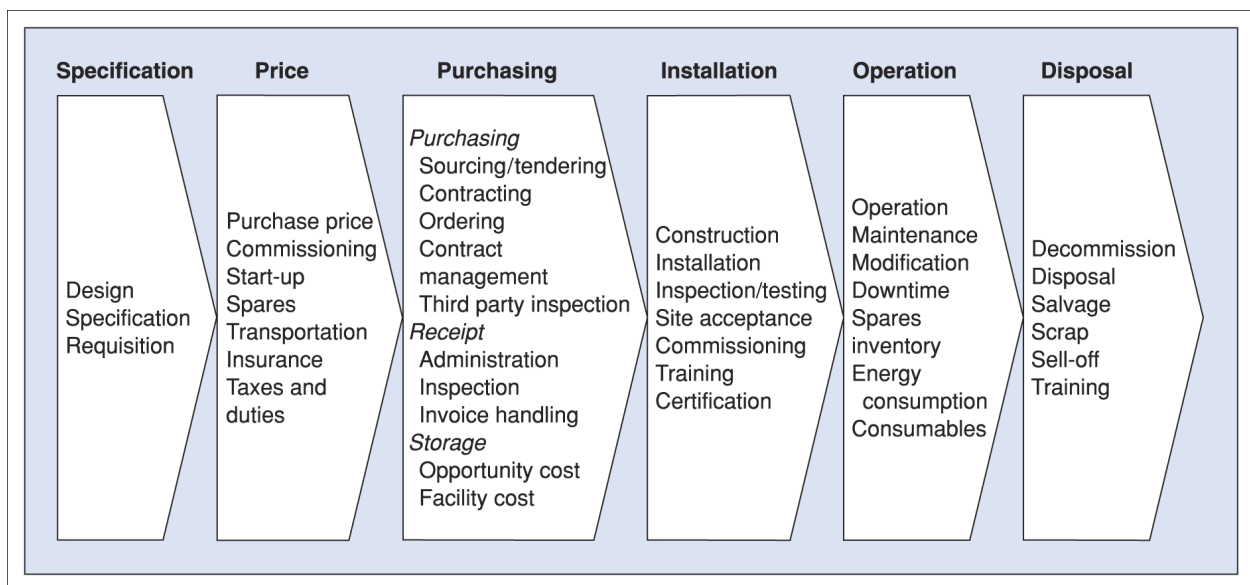 Specification
Design
Specification
Requisition
Price
Purchase price
Commissioning
Start-up
Spares
Transportation
Insurance
Taxes and
duties
Purchasing
Purchasing
Sourcing/tendering
Contracting
Ordering
Contract
management
Third party inspection
Receipt
Administration
Inspection
Invoice handling
Storage
Opportunity cost
Facility cost
Installation
Construction
Installation
Inspection/testing
Site acceptance
Commissioning
Training
Certification
Operation
Operation
Maintenance
Modification
Downtime
Spares
inventory
Energy
consumption
Consumables
Disposal
Decommission
Disposal
Salvage
Scrap
Sell-off
Training